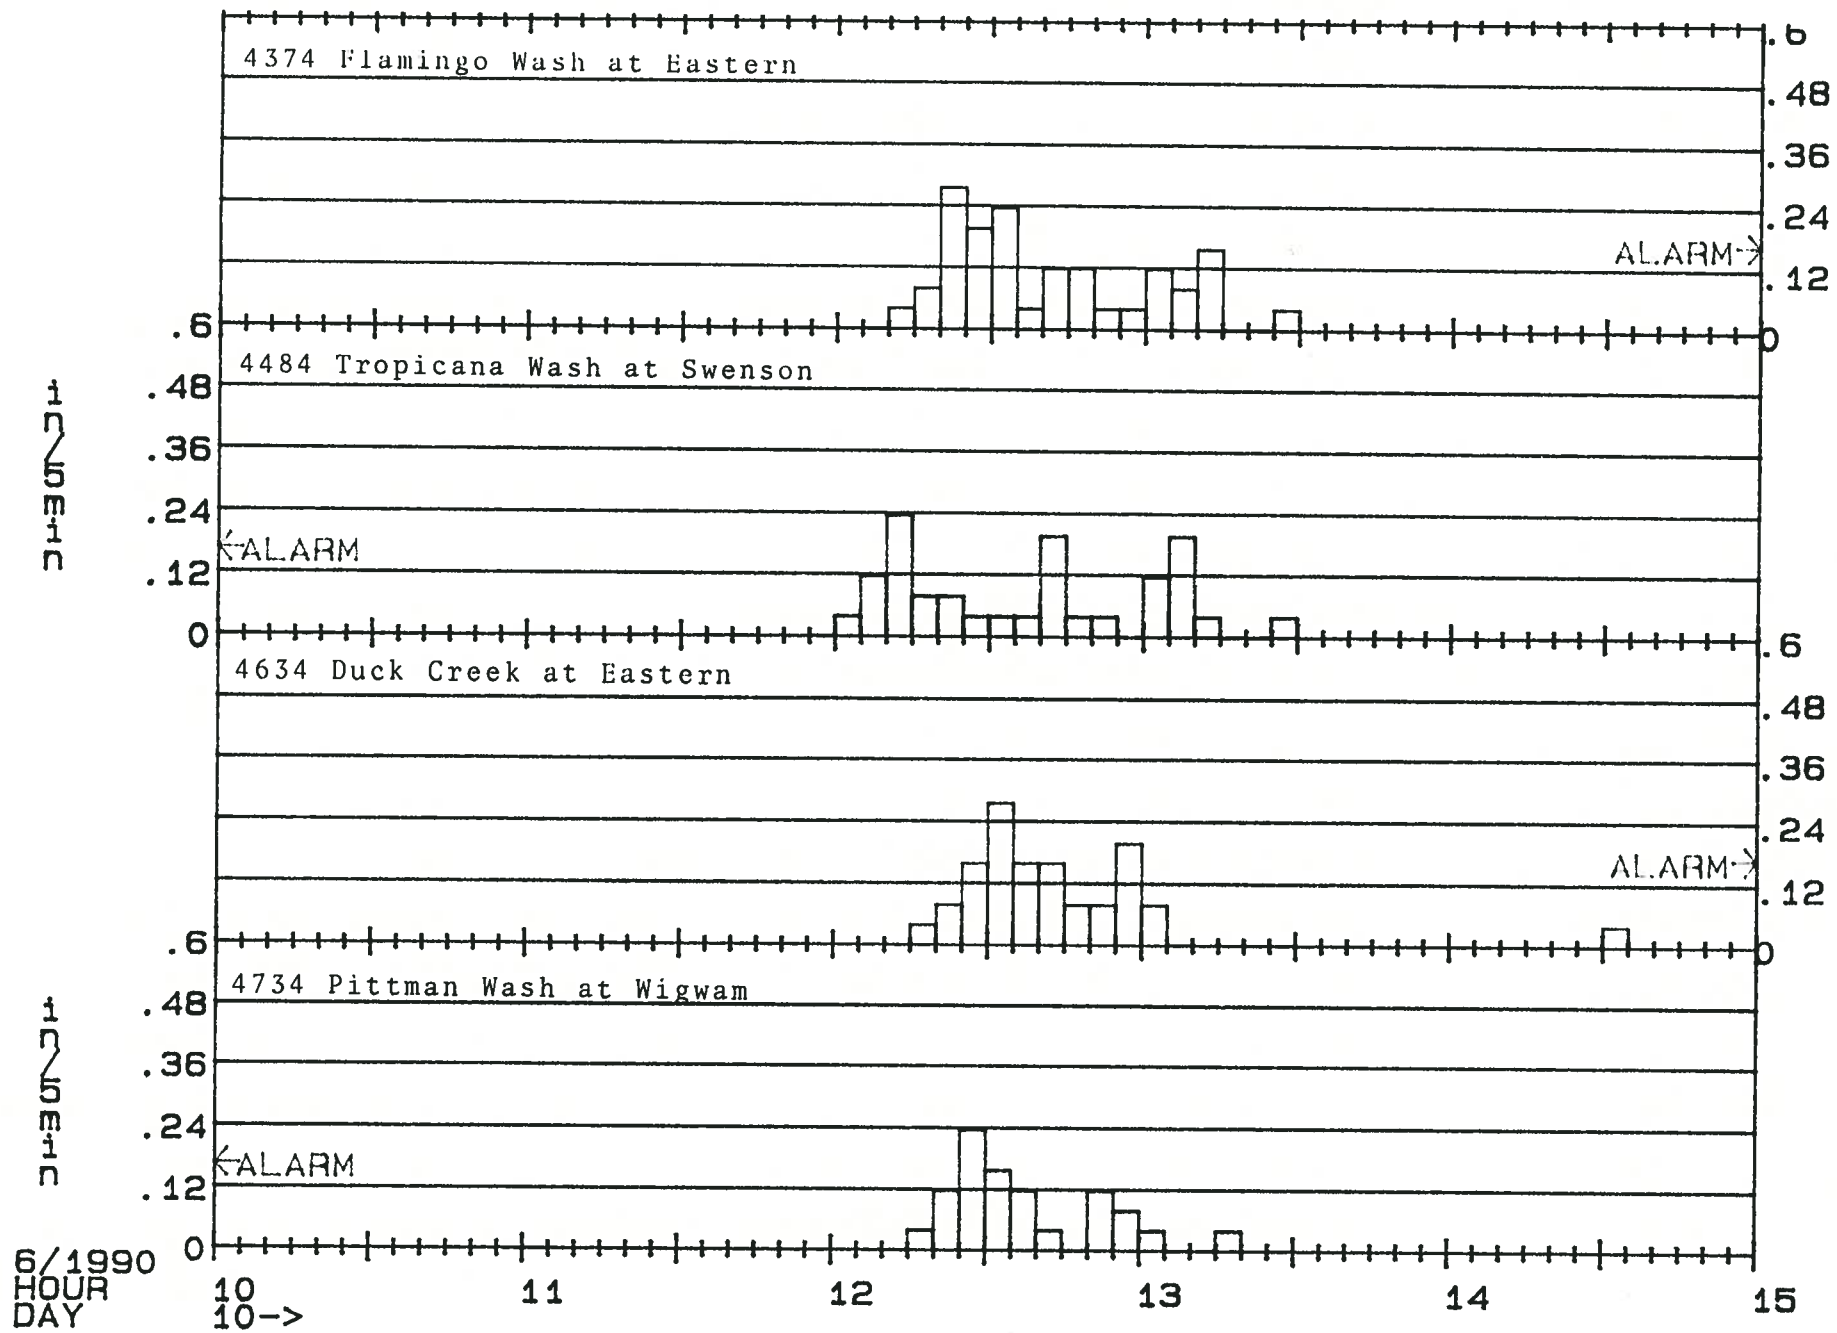 .6
4374 Flamingo Wash at Eastern
.48
.36
.24
ALARM→
.12
.6
0
4484 Tropicana Wash at Swenson
.48
in/5min
.36
.24
←ALARM
.12
0
.6
4634 Duck Creek at Eastern
.48
.36
.24
ALARM→
.12
.6
0
4734 Pittman Wash at Wigwam
.48
in/5min
.36
.24
←ALARM
.12
0
6/1990
HOUR 10 11 12 13 14 15
DAY 10->